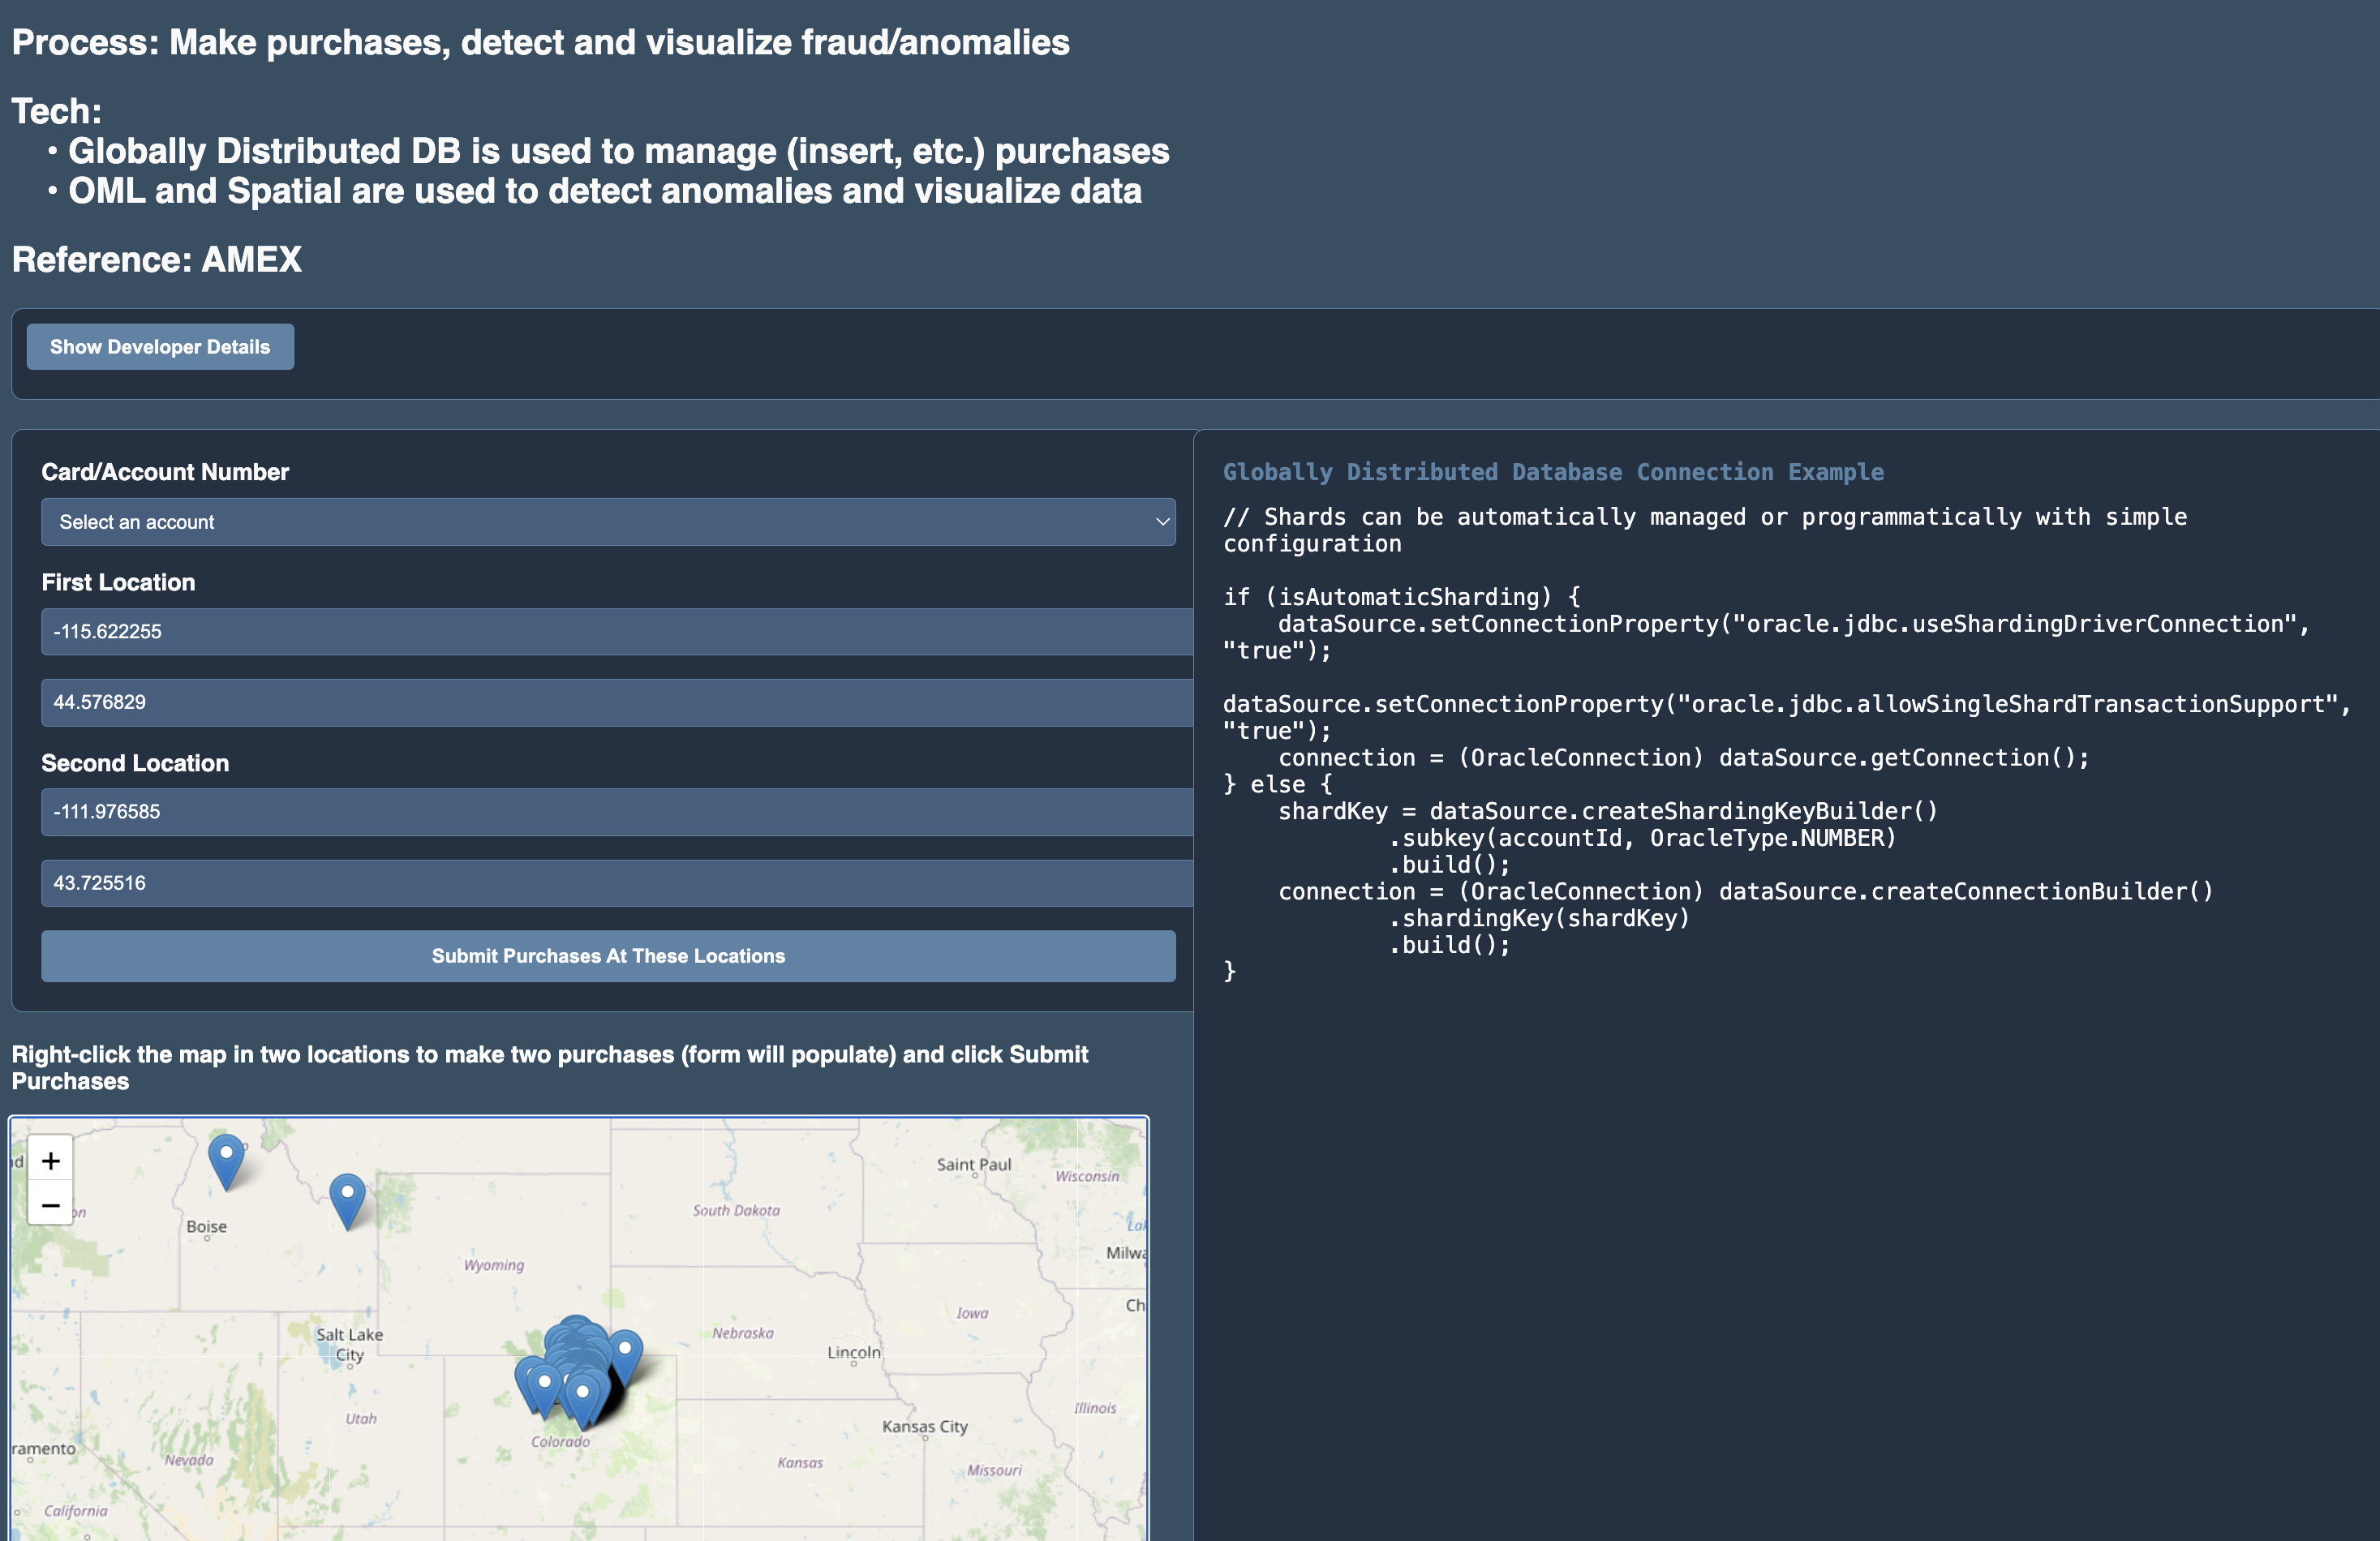 Process: Make purchases, detect and visualize fraud/anomalies
Tech:
• Globally Distributed DB is used to manage (insert, etc.) purchases
• OML and Spatial are used to detect anomalies and visualize data
Reference: AMEX
Show Developer Details
Card/Account Number
Select an account
First Location
-115.622255
44.576829
Second Location
-111.976585
43.725516
Submit Purchases At These Locations
Globally Distributed Database Connection Example
// Shards can be automatically managed or programmatically with simple
configuration
if (isAutomaticSharding) {
    dataSource.setConnectionProperty("oracle.jdbc.useShardingDriverConnection",
"true");
dataSource.setConnectionProperty("oracle.jdbc.allowSingleShardTransactionSupport",
"true");
    connection = (OracleConnection) dataSource.getConnection();
} else {
    shardKey = dataSource.createShardingKeyBuilder()
            .subkey(accountId, OracleType.NUMBER)
            .build();
    connection = (OracleConnection) dataSource.createConnectionBuilder()
            .shardingKey(shardKey)
            .build();
}
Right-click the map in two locations to make two purchases (form will populate) and click Submit
Purchases
+
−
Saint Paul
Wisconsin
South Dakota
Boise
Milwa
Wyoming
Ch
Iowa
Salt Lake
City
Nebraska
Lincoln
Illinois
Utah
Kansas City
Colorado
ramento
Nevada
Kansas
Missouri
California